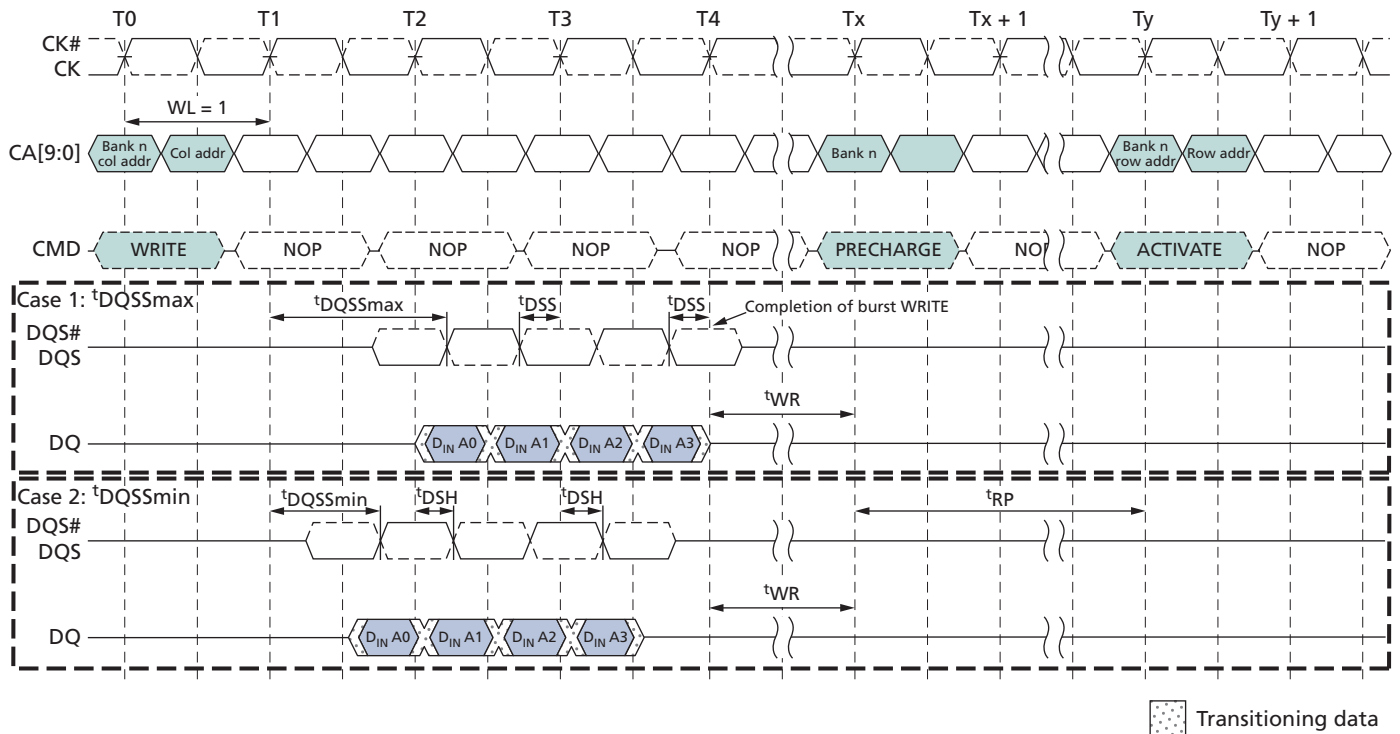 T0 T1 T2 T3 T4 Tx Tx + 1 Ty Ty + 1
CK#
CK
WL = 1
CA[9:0] Bank n col addr Col addr Bank n Bank n row addr Row addr
CMD WRITE NOP NOP NOP NOP PRECHARGE NOP ACTIVATE NOP
Case 1: tDQSSmax
tDQSSmax tDSS tDSS Completion of burst WRITE
DQS#
DQS
tWR
DQ DIN A0 DIN A1 DIN A2 DIN A3
Case 2: tDQSSmin
tDQSSmin tDSH tDSH tRP
DQS#
DQS
tWR
DQ DIN A0 DIN A1 DIN A2 DIN A3
Transitioning data